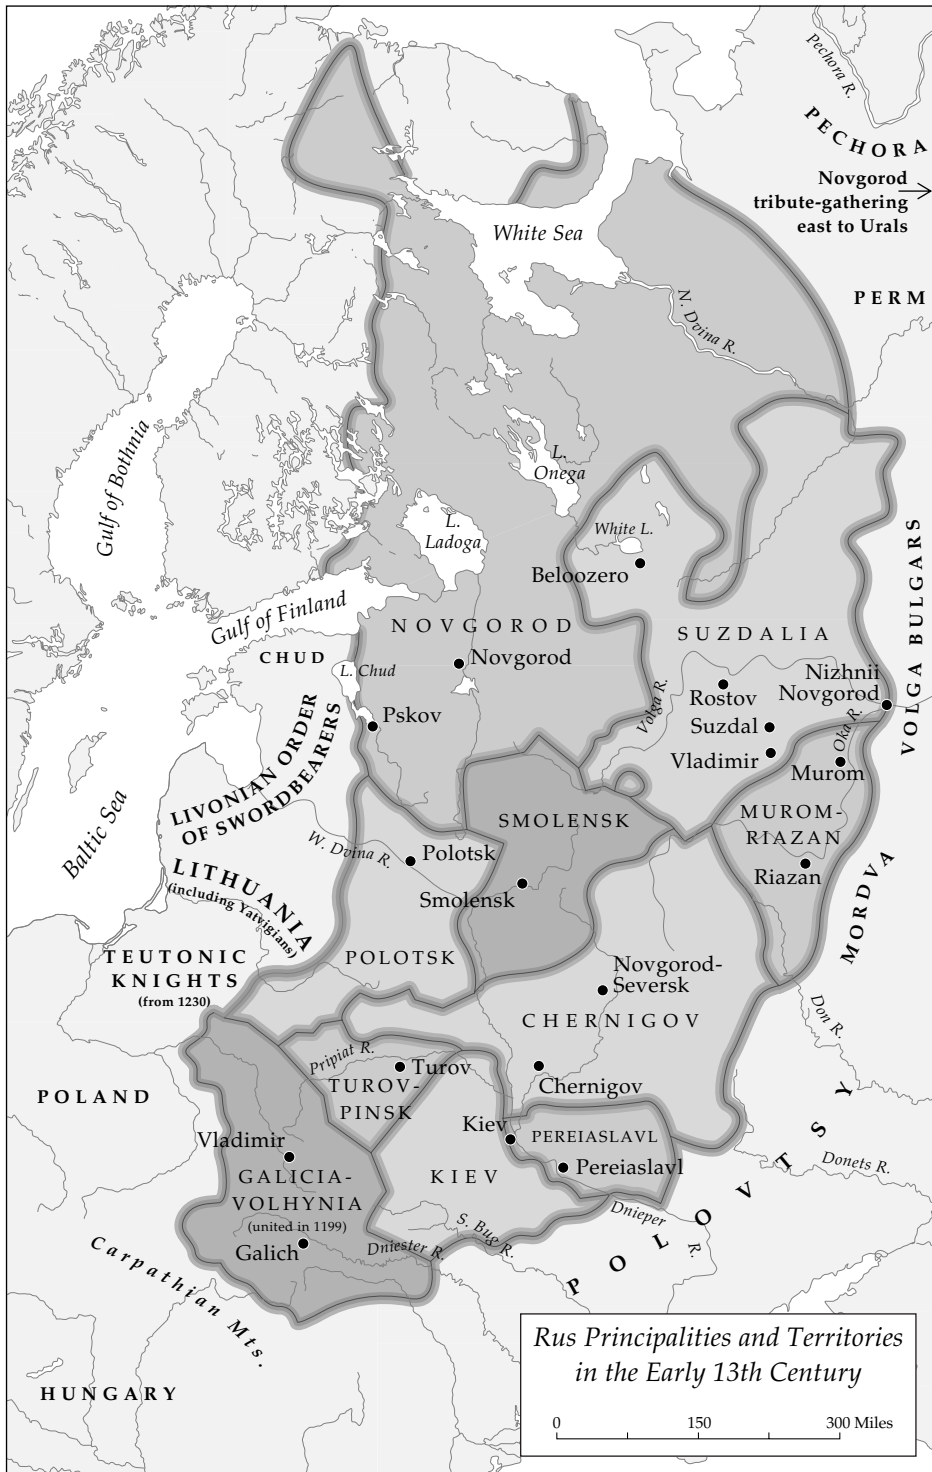 Pechora R.
PECHORA
Novgorod
tribute-gathering
east to Urals
White Sea
PERM
N. Dvina R.
Gulf of Bothnia
L.
Onega
L.
Ladoga
White L.
Beloozero
VOLGA BULGARS
Gulf of Finland
NOVGOROD
SUZDALIA
CHUD
L. Chud
Novgorod
Nizhnii
Novgorod
Rostov
Volga R.
Pskov
Suzdal
Oka R.
Vladimir
Murom
LIVONIAN ORDER
OF SWORDBEARERS
Baltic Sea
SMOLENSK
MUROM-
RIAZAN
W. Dvina R.
Polotsk
Riazan
LITHUANIA
(including Yatvigians)
Smolensk
MORDVA
TEUTONIC
KNIGHTS
(from 1230)
POLOTSK
Novgorod-
Seversk
CHERNIGOV
Don R.
Pripiat R.
Turov
TUROV-
PINSK
Chernigov
POLAND
Kiev
PEREIASLAVL
Vladimir
Pereiaslavl
Donets R.
GALICIA-
VOLHYNIA
(united in 1199)
KIEV
POLOVTSY
Dnieper
R.
S. Bug R.
Galich
Dniester R.
Carpathian Mts.
HUNGARY
Rus Principalities and Territories
in the Early 13th Century
0 150 300 Miles